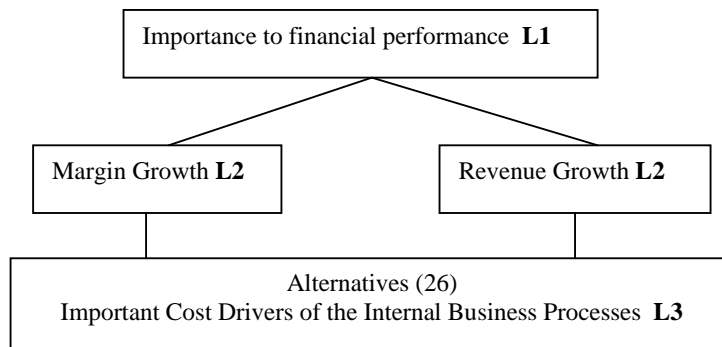 Importance to financial performance L1
Margin Growth L2
Revenue Growth L2
Alternatives (26)
Important Cost Drivers of the Internal Business Processes L3